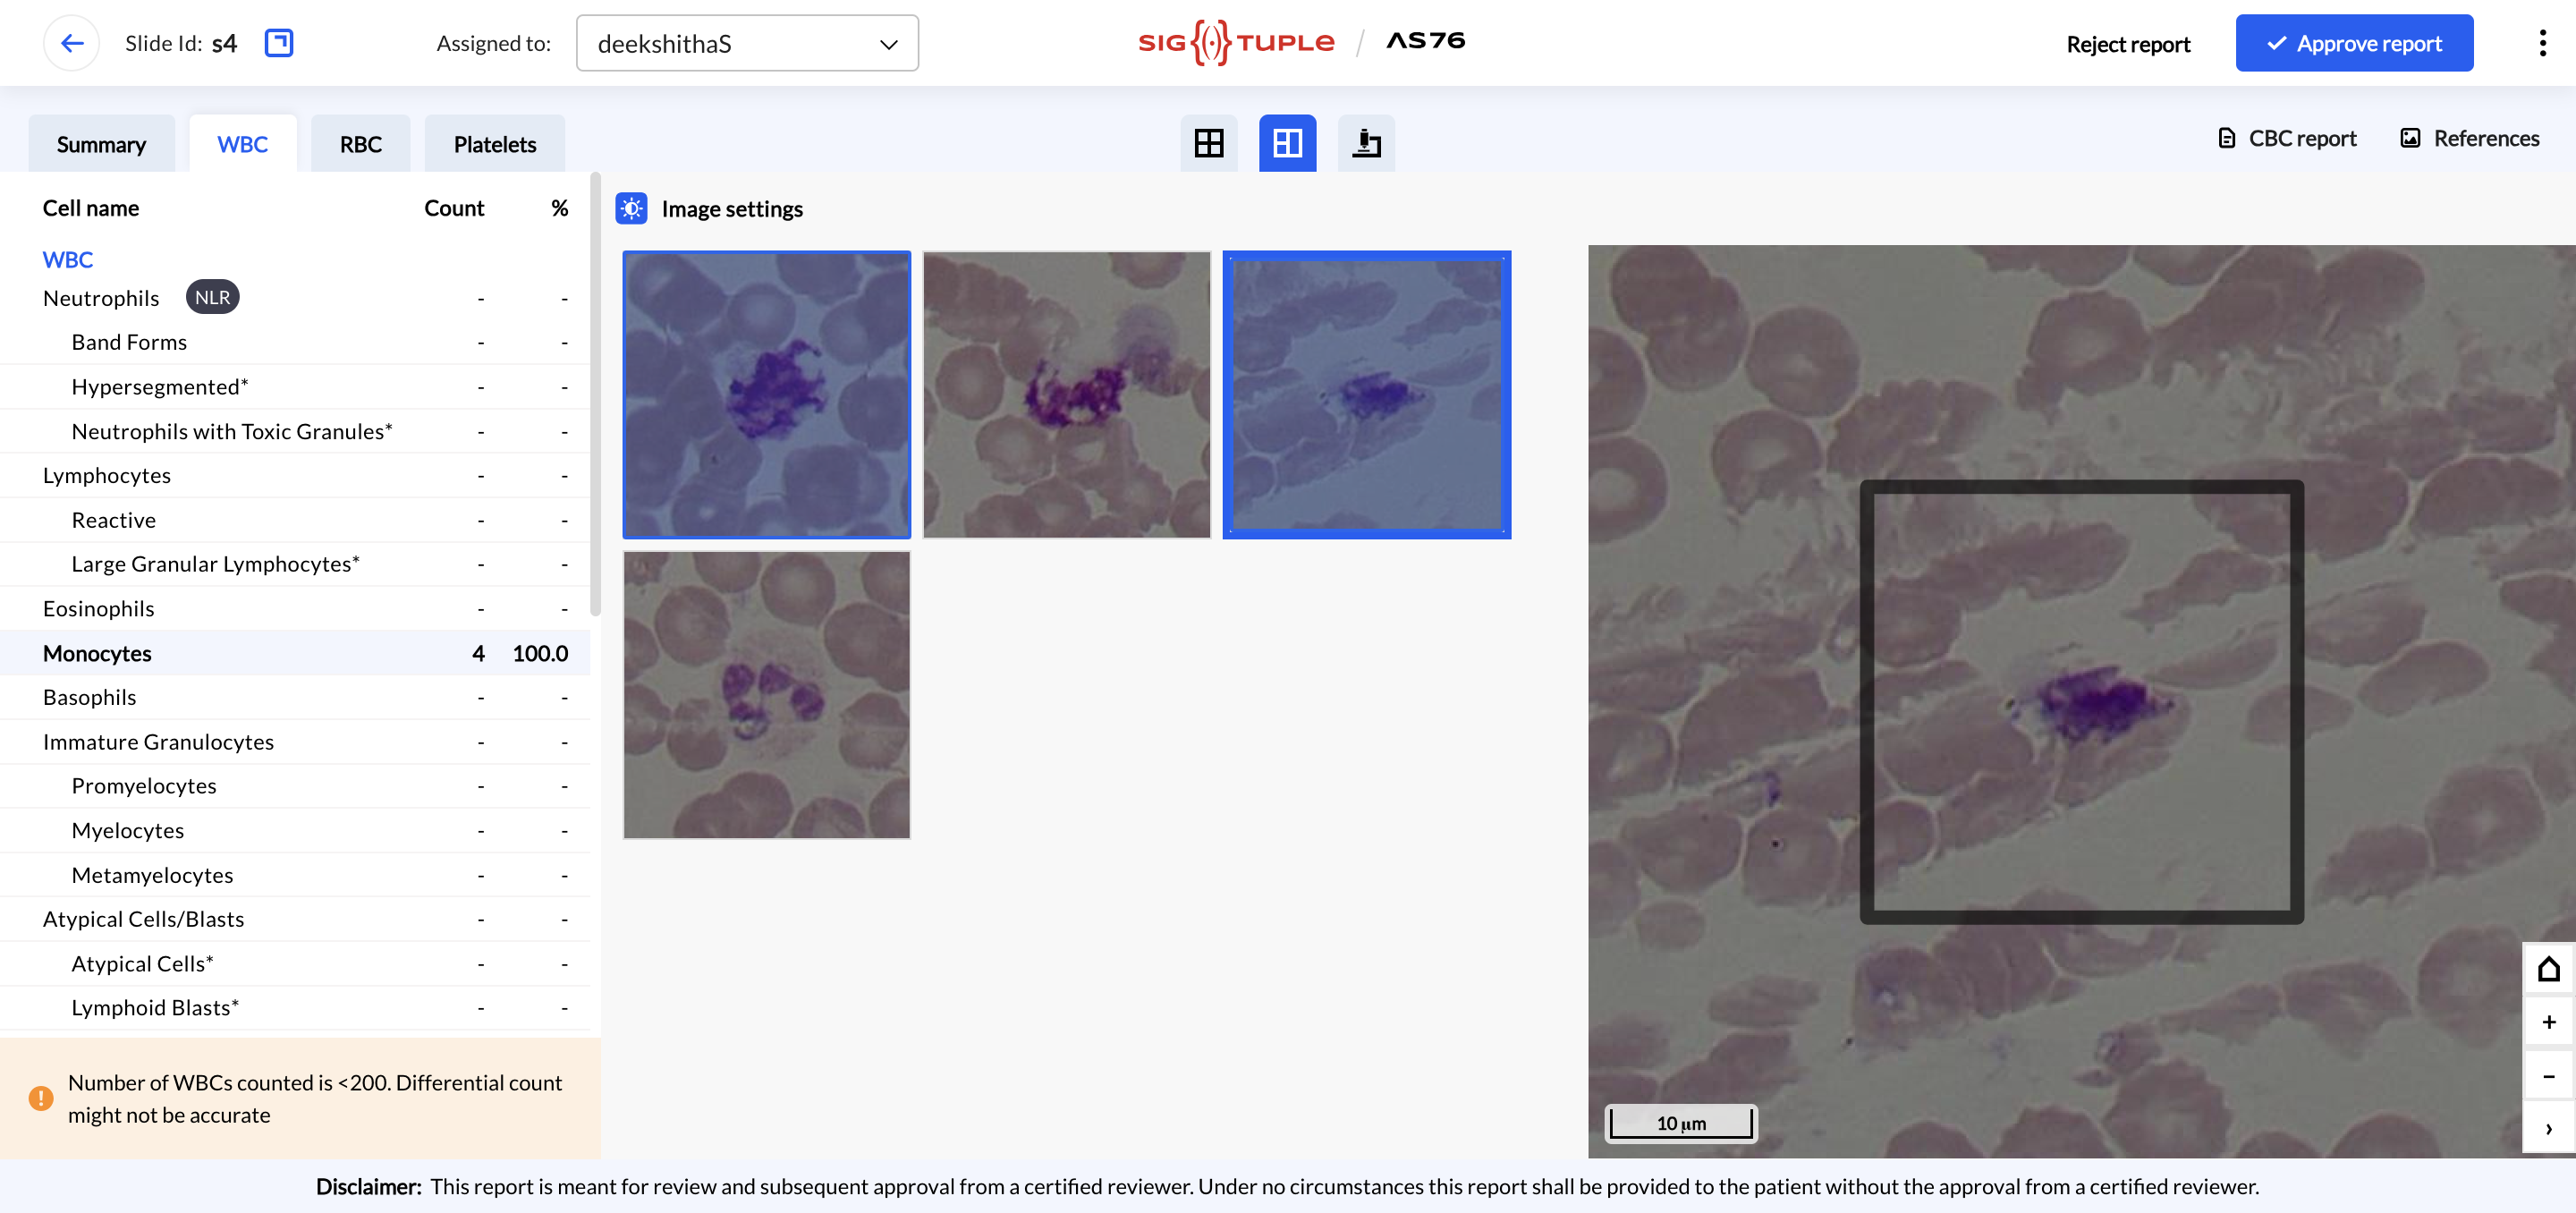 Slide Id: s4
Assigned to: deekshithaS
SIG TUPLE / AS76
Reject report
Approve report
Summary
WBC
RBC
Platelets
CBC report
References
Cell name Count %
WBC
Neutrophils NLR - -
Band Forms - -
Hypersegmented* - -
Neutrophils with Toxic Granules* - -
Lymphocytes - -
Reactive - -
Large Granular Lymphocytes* - -
Eosinophils - -
Monocytes 4 100.0
Basophils - -
Immature Granulocytes - -
Promyelocytes - -
Myelocytes - -
Metamyelocytes - -
Atypical Cells/Blasts - -
Atypical Cells* - -
Lymphoid Blasts* - -
Number of WBCs counted is <200. Differential count
might not be accurate
Image settings
10 µm
Disclaimer: This report is meant for review and subsequent approval from a certified reviewer. Under no circumstances this report shall be provided to the patient without the approval from a certified reviewer.